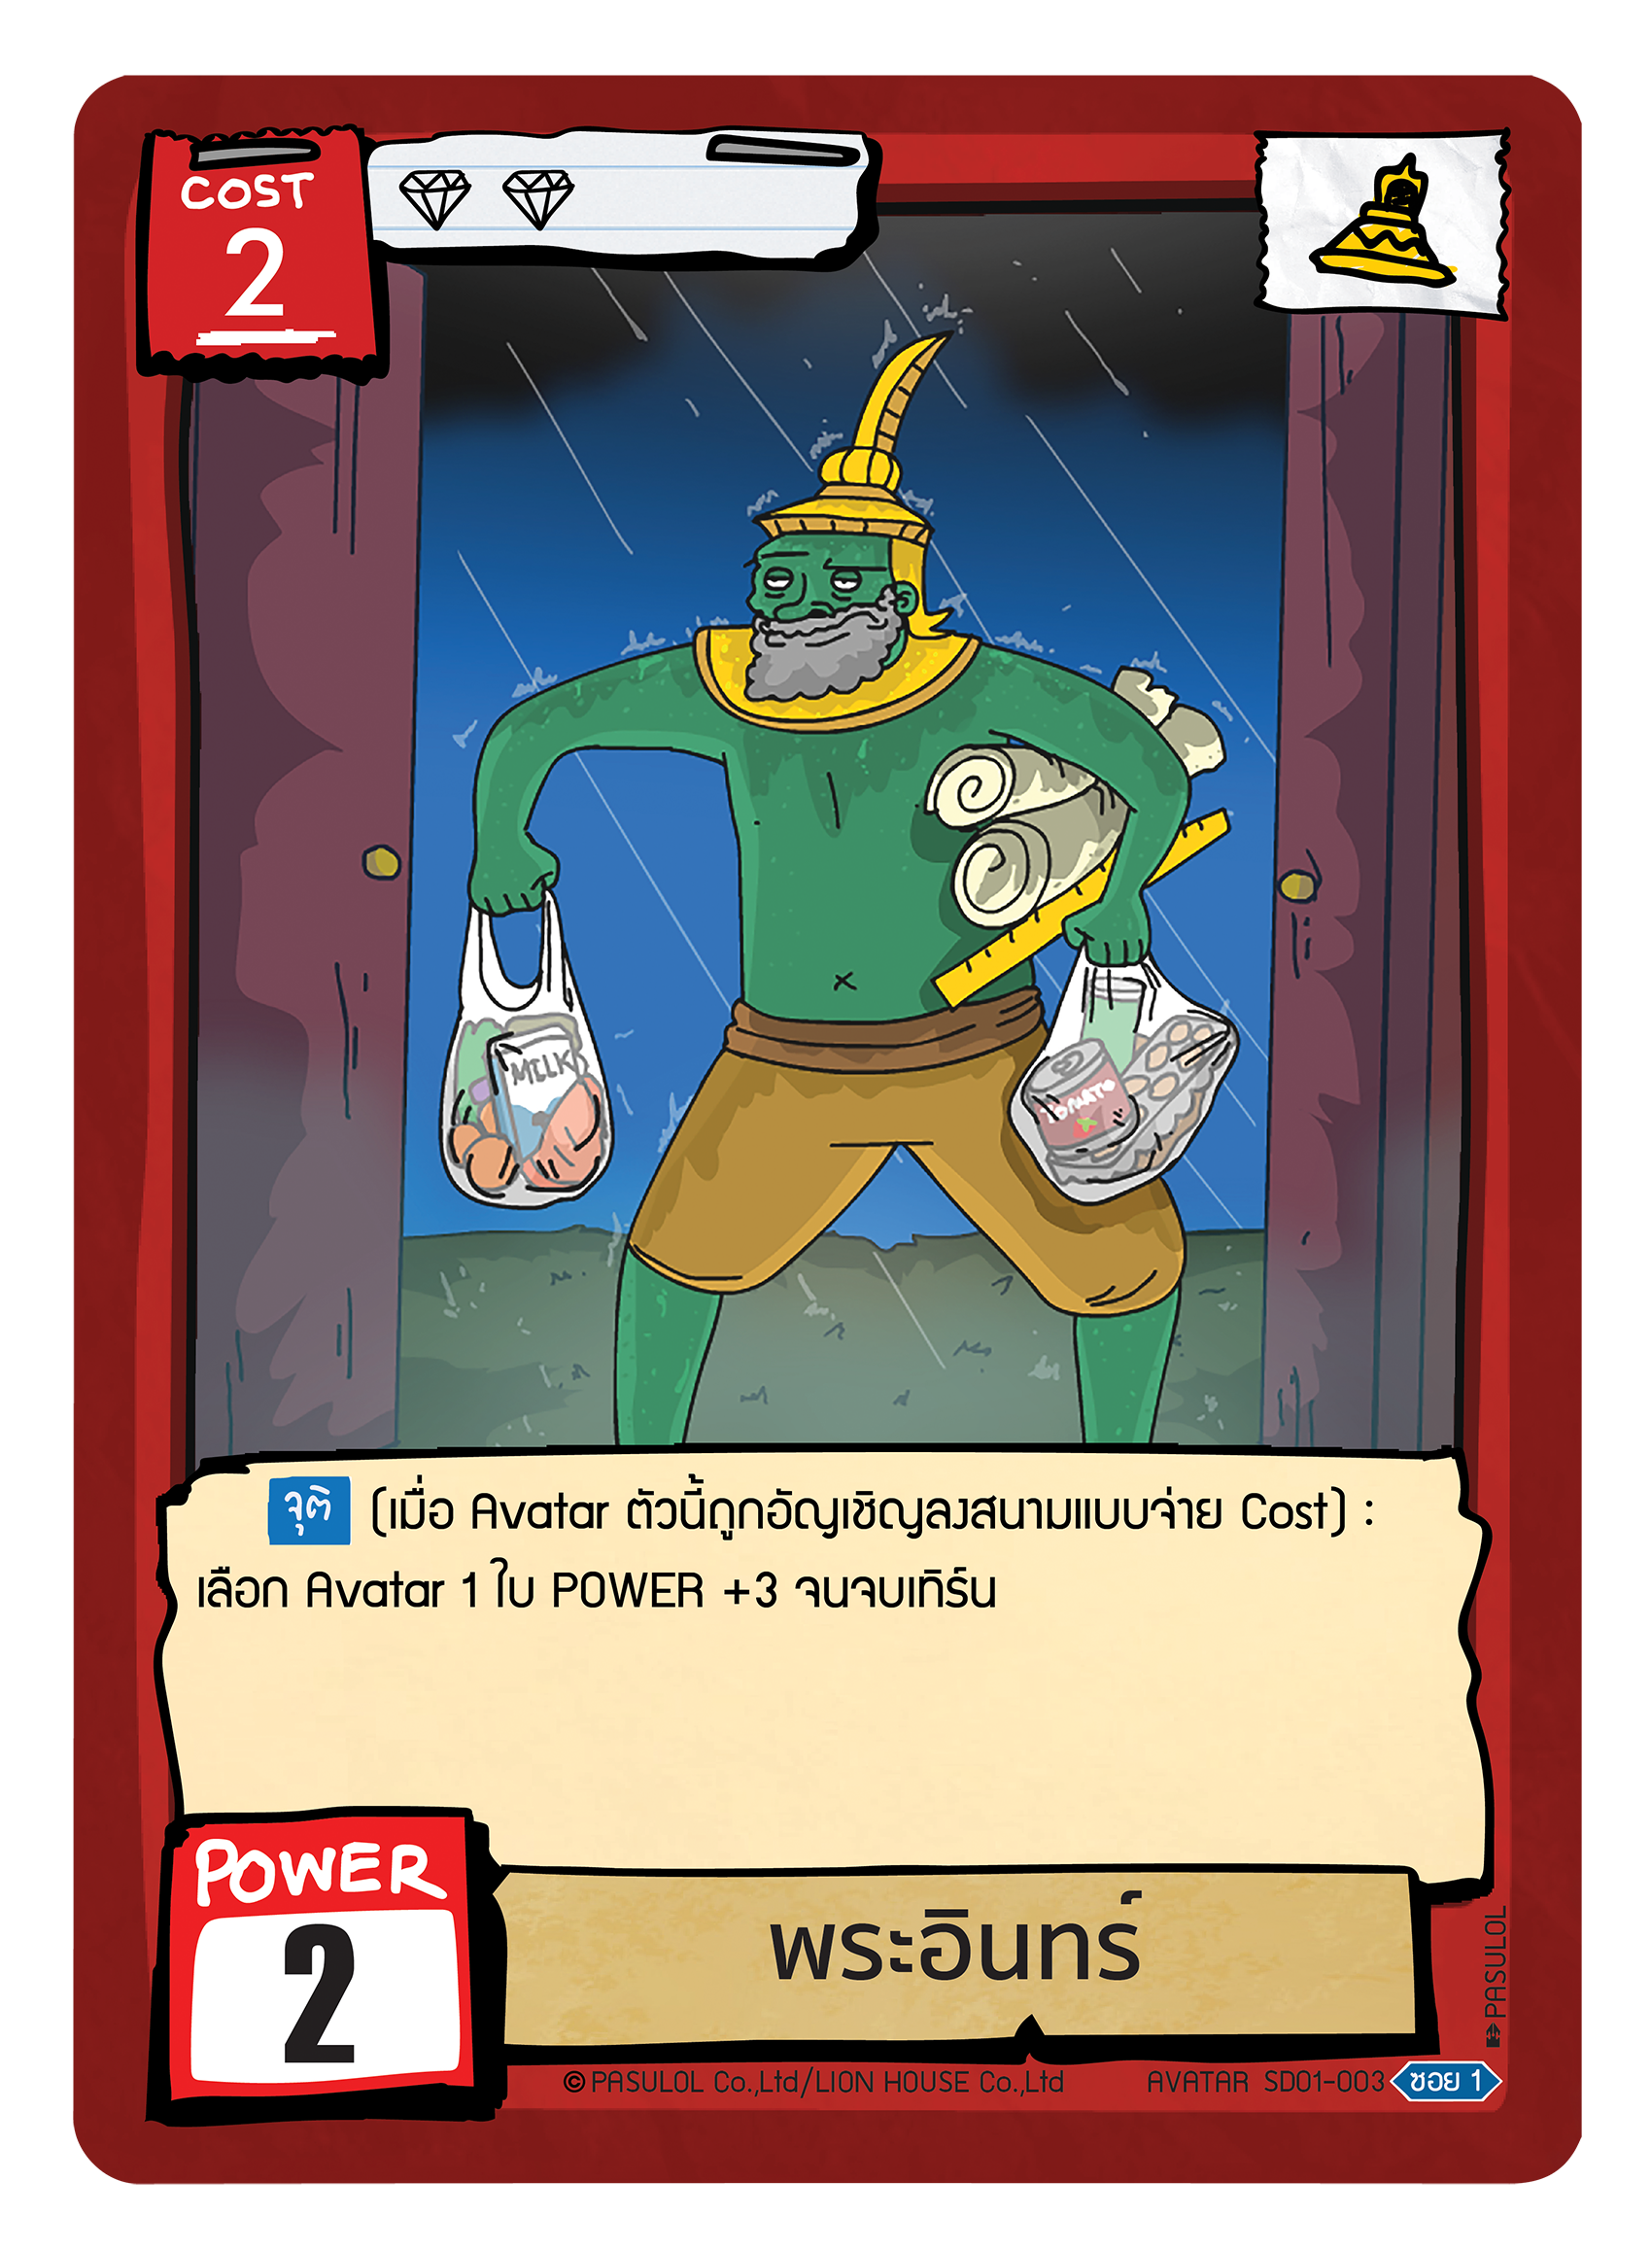 COST
2
MILK
TOMATO
จุติ (เมื่อ Avatar ตัวนี้ถูกอัญเชิญลงสนามแบบจ่าย Cost) :
เลือก Avatar 1 ใบ POWER +3 จนจบเทิร์น
POWER
2
พระอินทร์
PASULOL
© PASULOL Co.,Ltd/LION HOUSE Co.,Ltd AVATAR SD01-003 ซอย 1